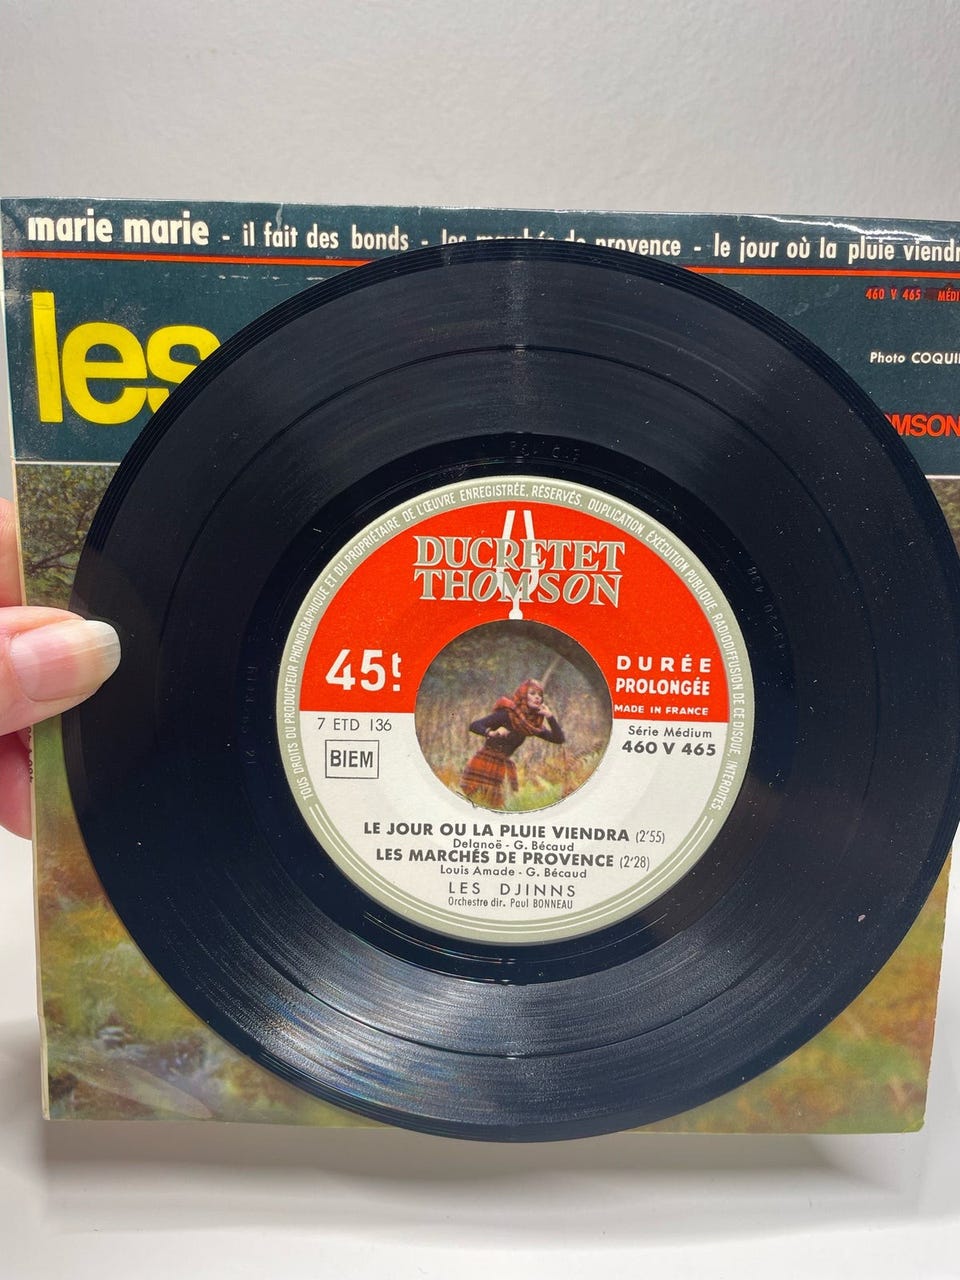 marie marie - il fait des bonds - les marchés de provence - le jour où la pluie viendr
460 V 465 MÉDI
les
Photo COQUI
MSON
TOUS DROITS DU PRODUCTEUR PHONOGRAPHIQUE ET DU PROPRIÉTAIRE DE L'ŒUVRE ENREGISTRÉE, RÉSERVÉS. DUPLICATION, EXÉCUTION PUBLIQUE, RADIODIFFUSION DE CE DISQUE, INTERDITES.
DUCRETET
THOMSON
45t.
DURÉE
PROLONGÉE
MADE IN FRANCE
7 ETD 136
Série Médium
460 V 465
BIEM
LE JOUR OU LA PLUIE VIENDRA (2'55)
Delanoë - G. Bécaud
LES MARCHÉS DE PROVENCE (2'28)
Louis Amade - G. Bécaud
LES DJINNS
Orchestre dir. Paul BONNEAU